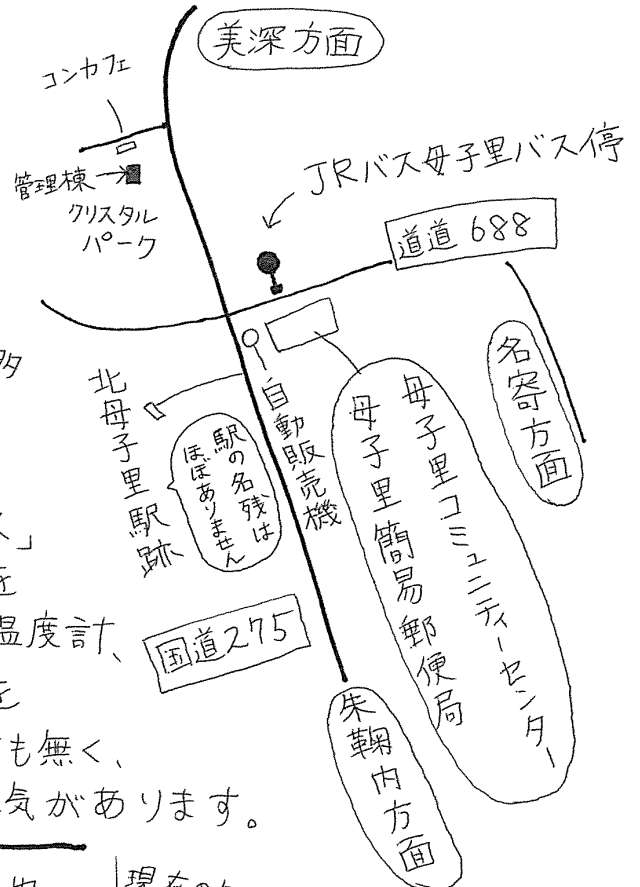 美深方面
コンカフェ
管理棟
クリスタル
パーク
JRバス母子里バス停
道道 688
名寄方面
北母子里駅跡
駅の名残は
ほぼありません
自動販売機
母子里コミュニティーセンター
母子里簡易郵便局
国道275
朱鞠内方面
」
を
温度計、
を
も無く、
気があります。